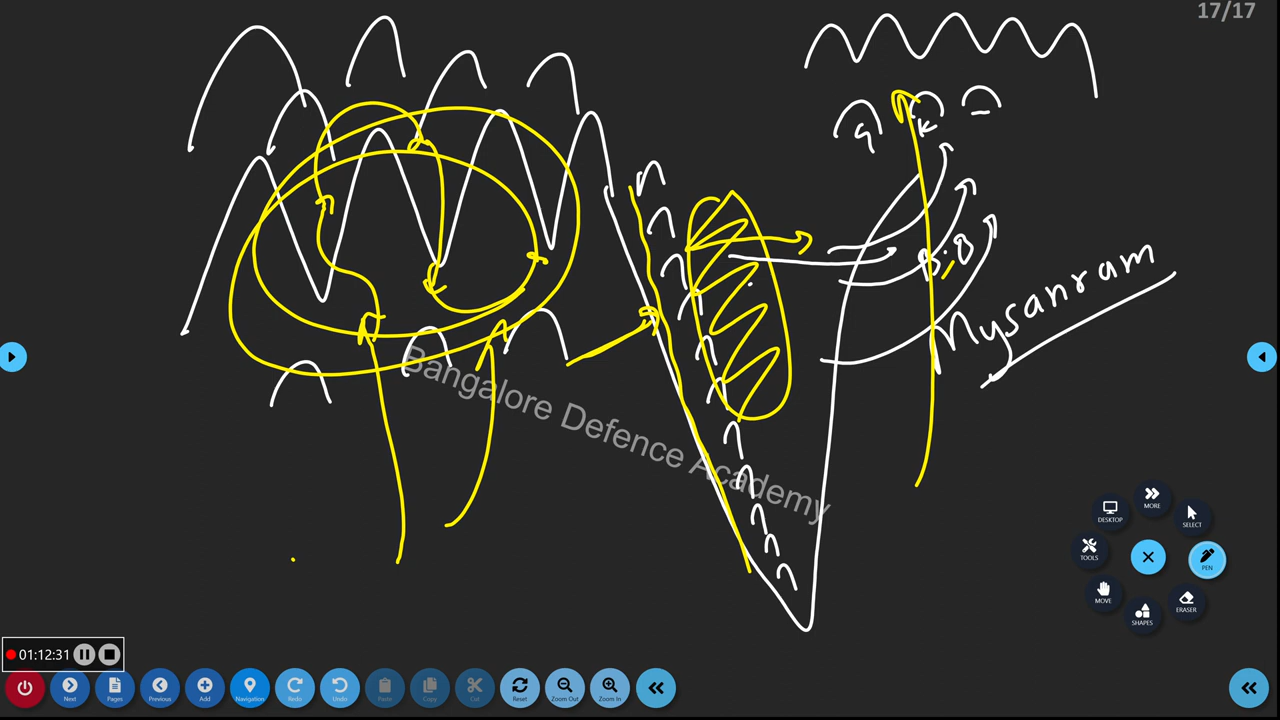 17/17
G K
B:B
Mysanram
Bangalore Defence Academy
MORE
DESKTOP
SELECT
TOOLS
PEN
MOVE
ERASER
SHAPES
01:12:31
Next Pages Previous Add Navigation Redo Undo Paste Copy Cut Reset Zoom Out Zoom In